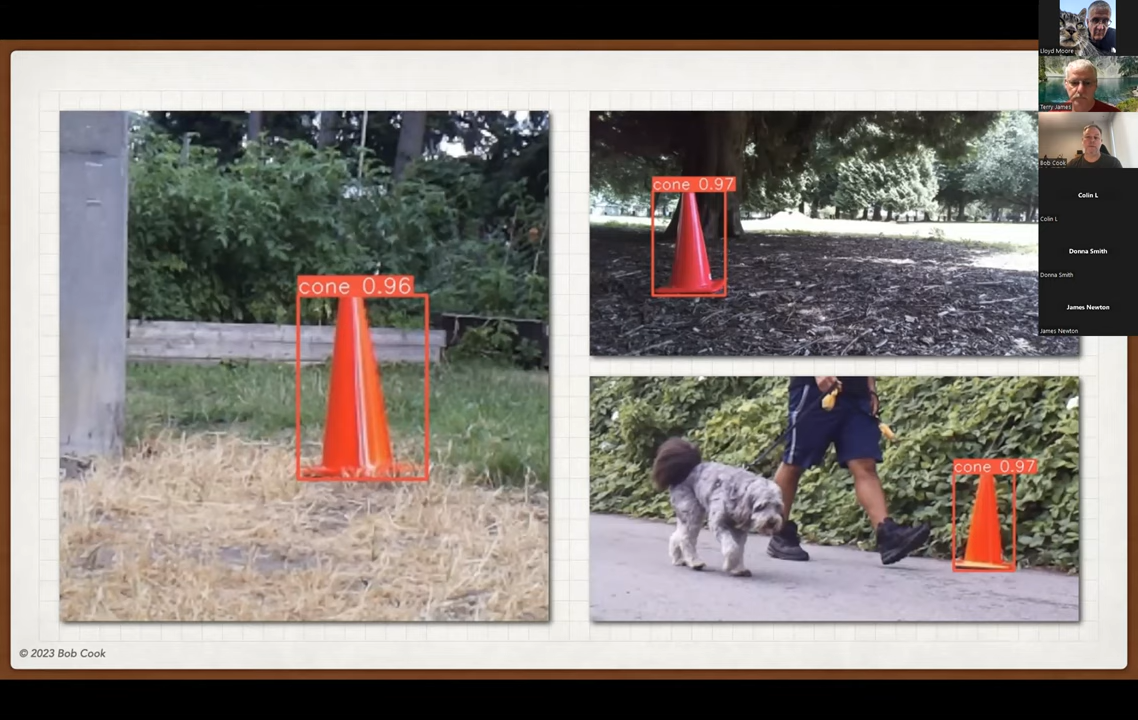 cone 0.96
cone 0.97
cone 0.97
© 2023 Bob Cook
Lloyd Moore
Terry James
Bob Cook
Colin L
Colin L
Donna Smith
Donna Smith
James Newton
James Newton